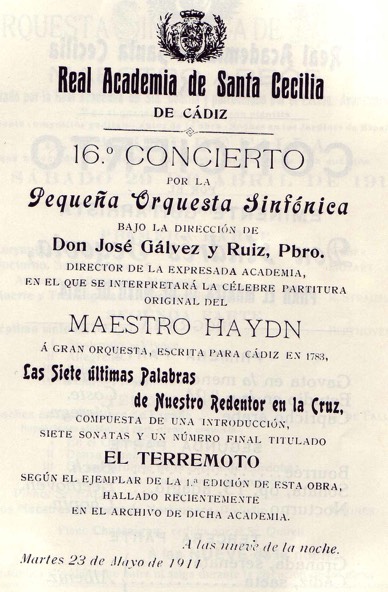 Real Academia de Santa Cecilia
DE CÁDIZ
16.º CONCIERTO
POR LA
Pequeña Orquesta Sinfónica
BAJO LA DIRECCIÓN DE
Don José Gálvez y Ruiz, Pbro.
DIRECTOR DE LA EXPRESADA ACADEMIA,
EN EL QUE SE INTERPRETARÁ LA CÉLEBRE PARTITURA
ORIGINAL DEL
MAESTRO HAYDN
Á GRAN ORQUESTA, ESCRITA PARA CÁDIZ EN 1783,
Las Siete últimas Palabras
de Nuestro Redentor en la Cruz,
COMPUESTA DE UNA INTRODUCCIÓN,
SIETE SONATAS Y UN NÚMERO FINAL TITULADO
EL TERREMOTO
SEGÚN EL EJEMPLAR DE LA 1.ª EDICIÓN DE ESTA OBRA,
HALLADO RECIENTEMENTE
EN EL ARCHIVO DE DICHA ACADEMIA.
A las nueve de la noche.
Martes 23 de Mayo de 1911